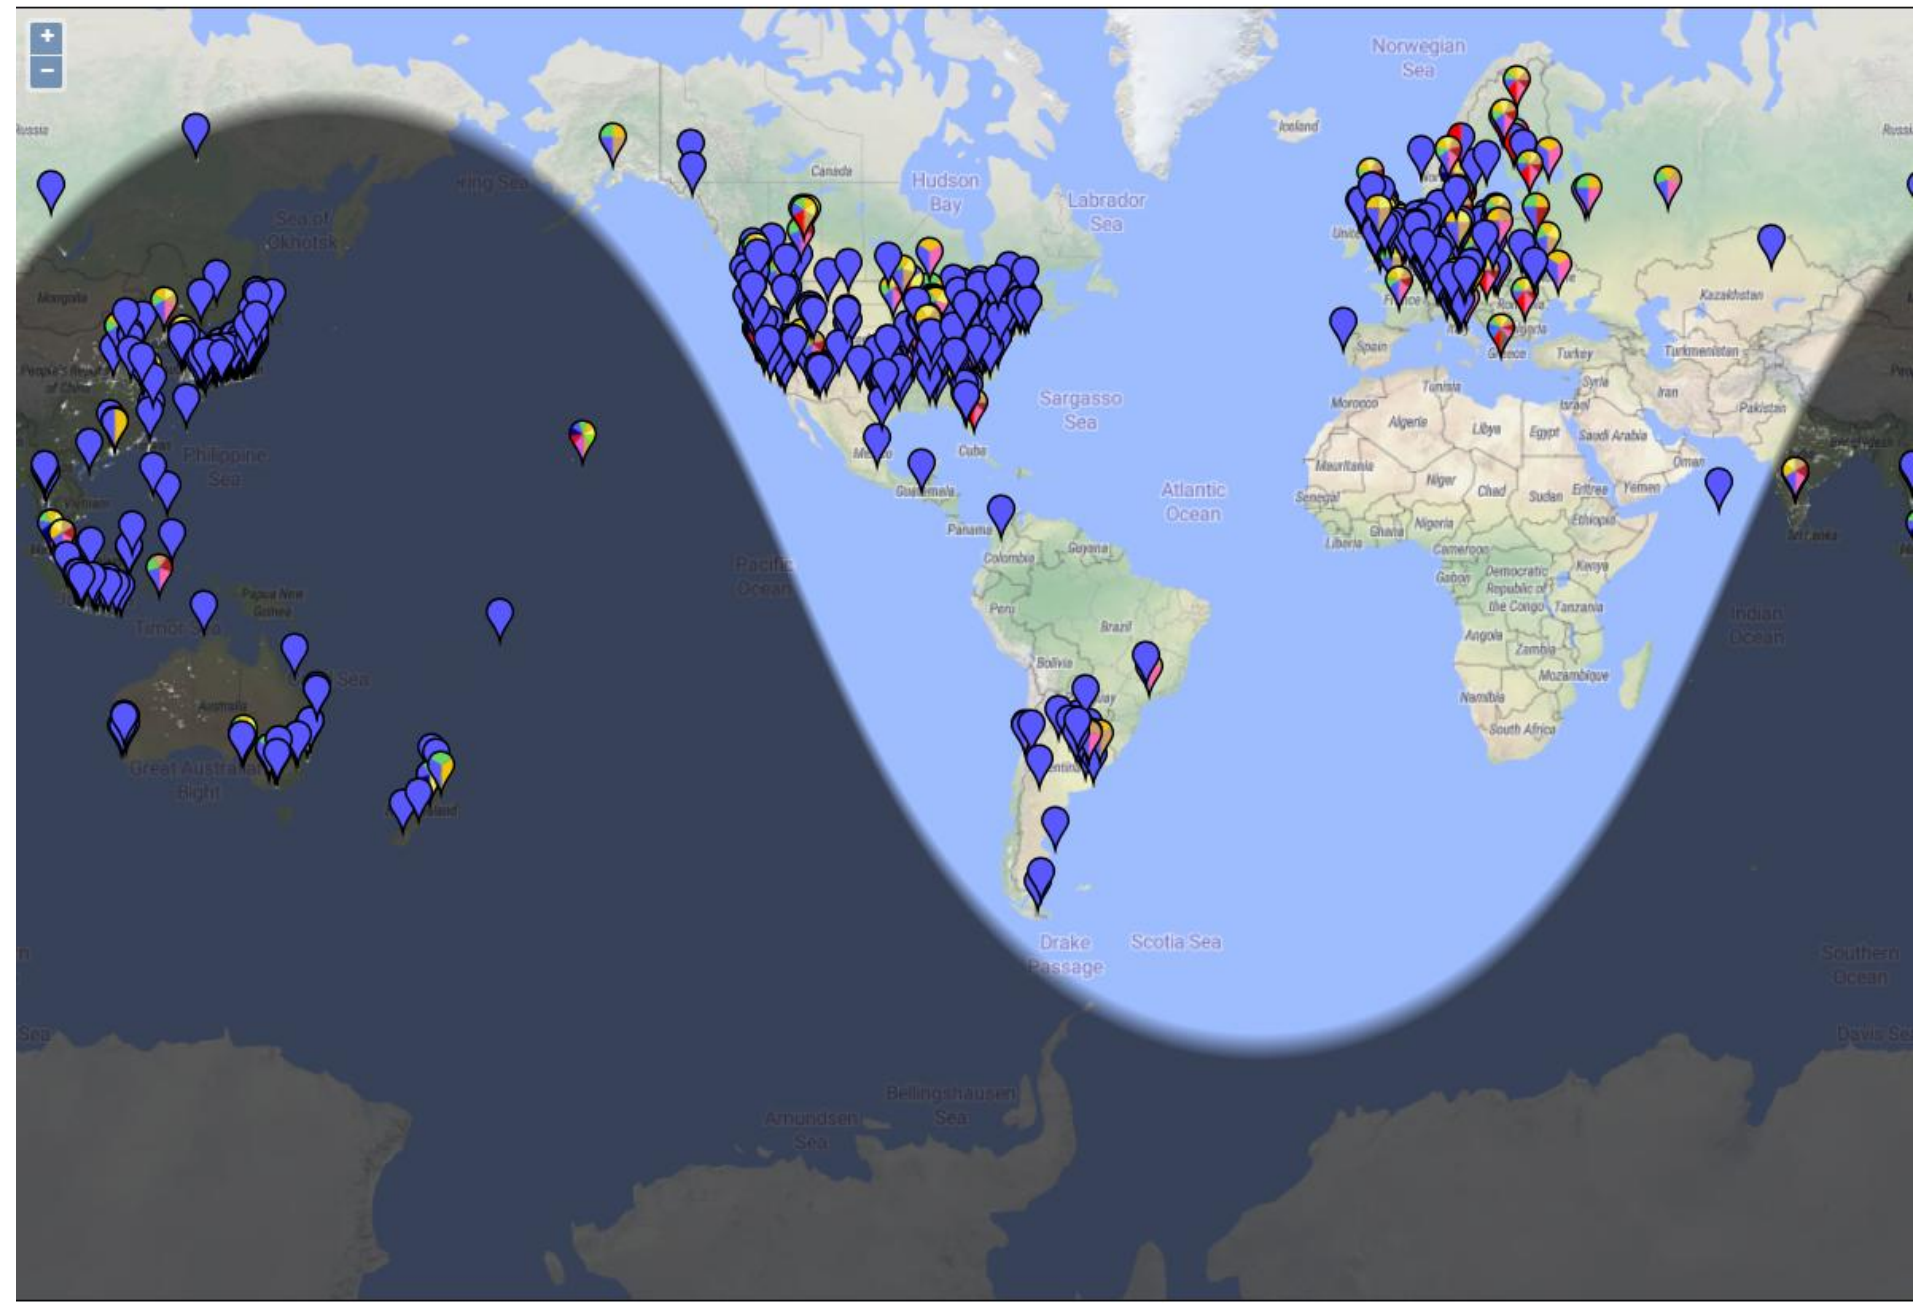 +
−
Norwegian
Sea
Iceland
Canada
Hudson
Bay
Labrador
Sea
Sea of
Okhotsk
Mongolia
Kazakhstan
Turkmenistan
Spain
Turkey
Syria
Iran
Israel
Pakistan
Tunisia
Morocco
Algeria
Libya
Egypt
Saudi Arabia
Oman
Sargasso
Sea
Cuba
Philippine
Sea
Mauritania
Niger
Chad
Sudan
Eritrea
Yemen
Senegal
Atlantic
Ocean
Guatemala
Panama
Nigeria
Ghana
Liberia
Ethiopia
Sri Lanka
Colombia
Guyana
Cameroon
Gabon
Democratic
Republic of
the Congo
Kenya
Tanzania
Pacific
Ocean
Papua New
Guinea
Timor Sea
Peru
Brazil
Indian
Ocean
Angola
Zambia
Bolivia
Mozambique
Namibia
South Africa
Australia
Great Australian
Bight
Drake
Passage
Scotia Sea
Southern
Ocean
Bellingshausen
Sea
Amundsen
Sea